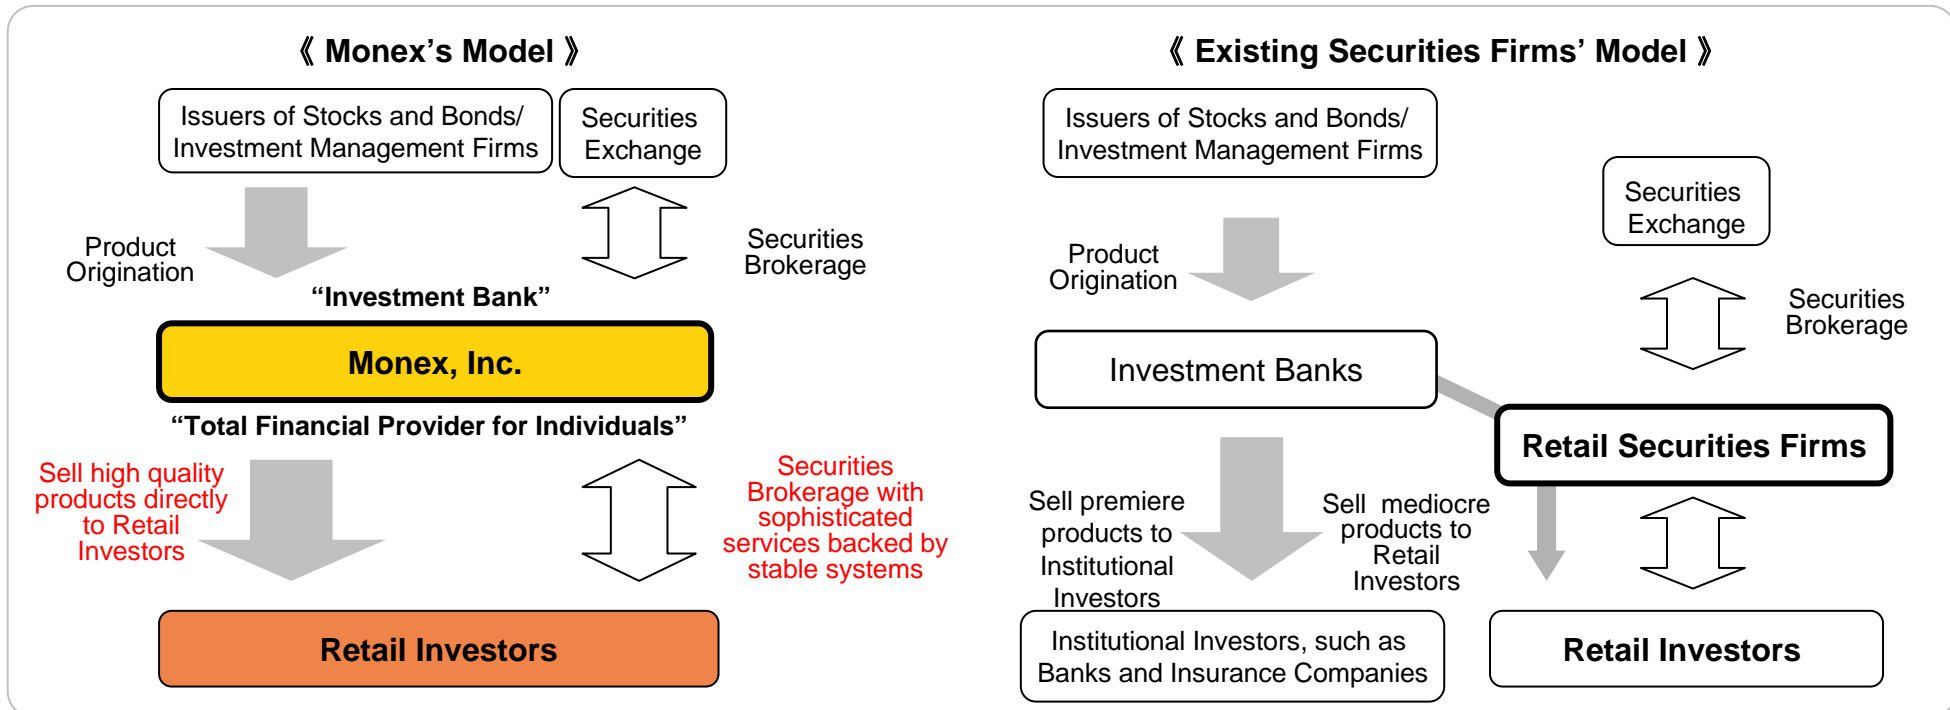 《 Monex’s Model 》
Issuers of Stocks and Bonds/
Investment Management Firms
Securities
Exchange
Product
Origination
Securities
Brokerage
“Investment Bank”
Monex, Inc.
“Total Financial Provider for Individuals”
Sell high quality
products directly
to Retail
Investors
Securities
Brokerage with
sophisticated
services backed by
stable systems
Retail Investors
《 Existing Securities Firms’ Model 》
Issuers of Stocks and Bonds/
Investment Management Firms
Securities
Exchange
Product
Origination
Securities
Brokerage
Investment Banks
Retail Securities Firms
Sell premiere
products to
Institutional
Investors
Sell mediocre
products to
Retail
Investors
Institutional Investors, such as
Banks and Insurance Companies
Retail Investors